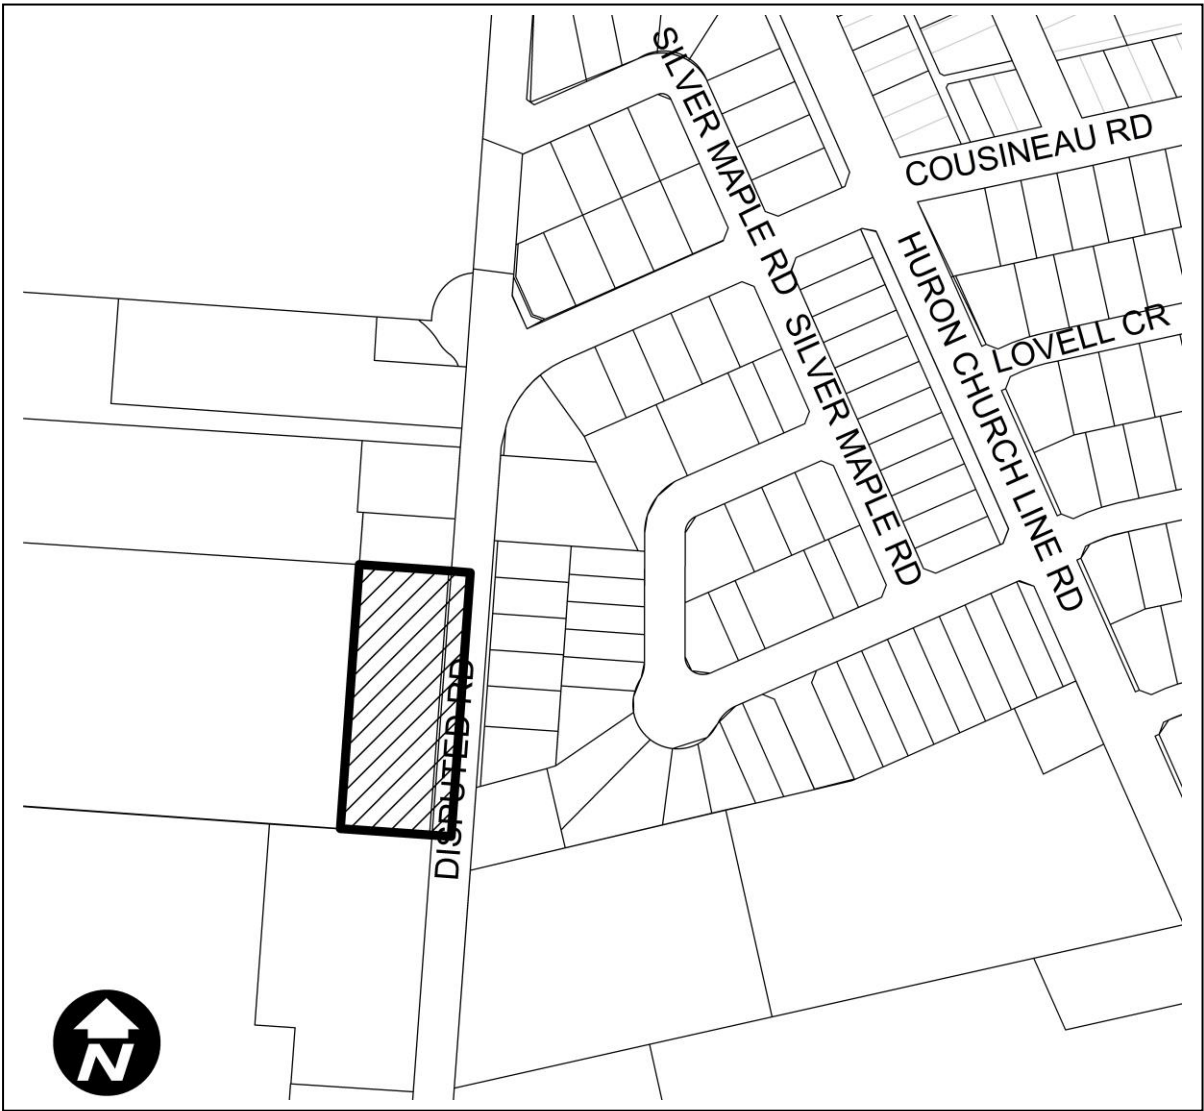 SILVER MAPLE RD
COUSINEAU RD
HURON CHURCH LINE RD
LOVELL CR
SILVER MAPLE RD
DISPUTED RD
N